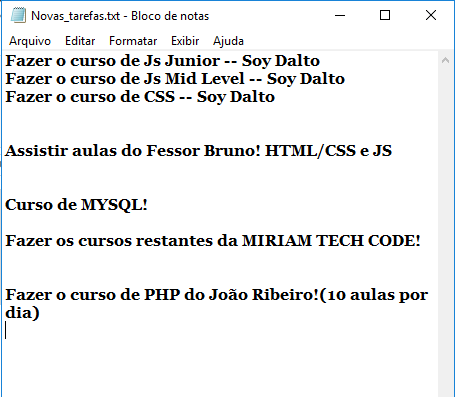 Novas_tarefas.txt - Bloco de notas
Arquivo Editar Formatar Exibir Ajuda
Fazer o curso de Js Junior -- Soy Dalto
Fazer o curso de Js Mid Level -- Soy Dalto
Fazer o curso de CSS -- Soy Dalto
Assistir aulas do Fessor Bruno! HTML/CSS e JS
Curso de MYSQL!
Fazer os cursos restantes da MIRIAM TECH CODE!
Fazer o curso de PHP do João Ribeiro!(10 aulas por
dia)